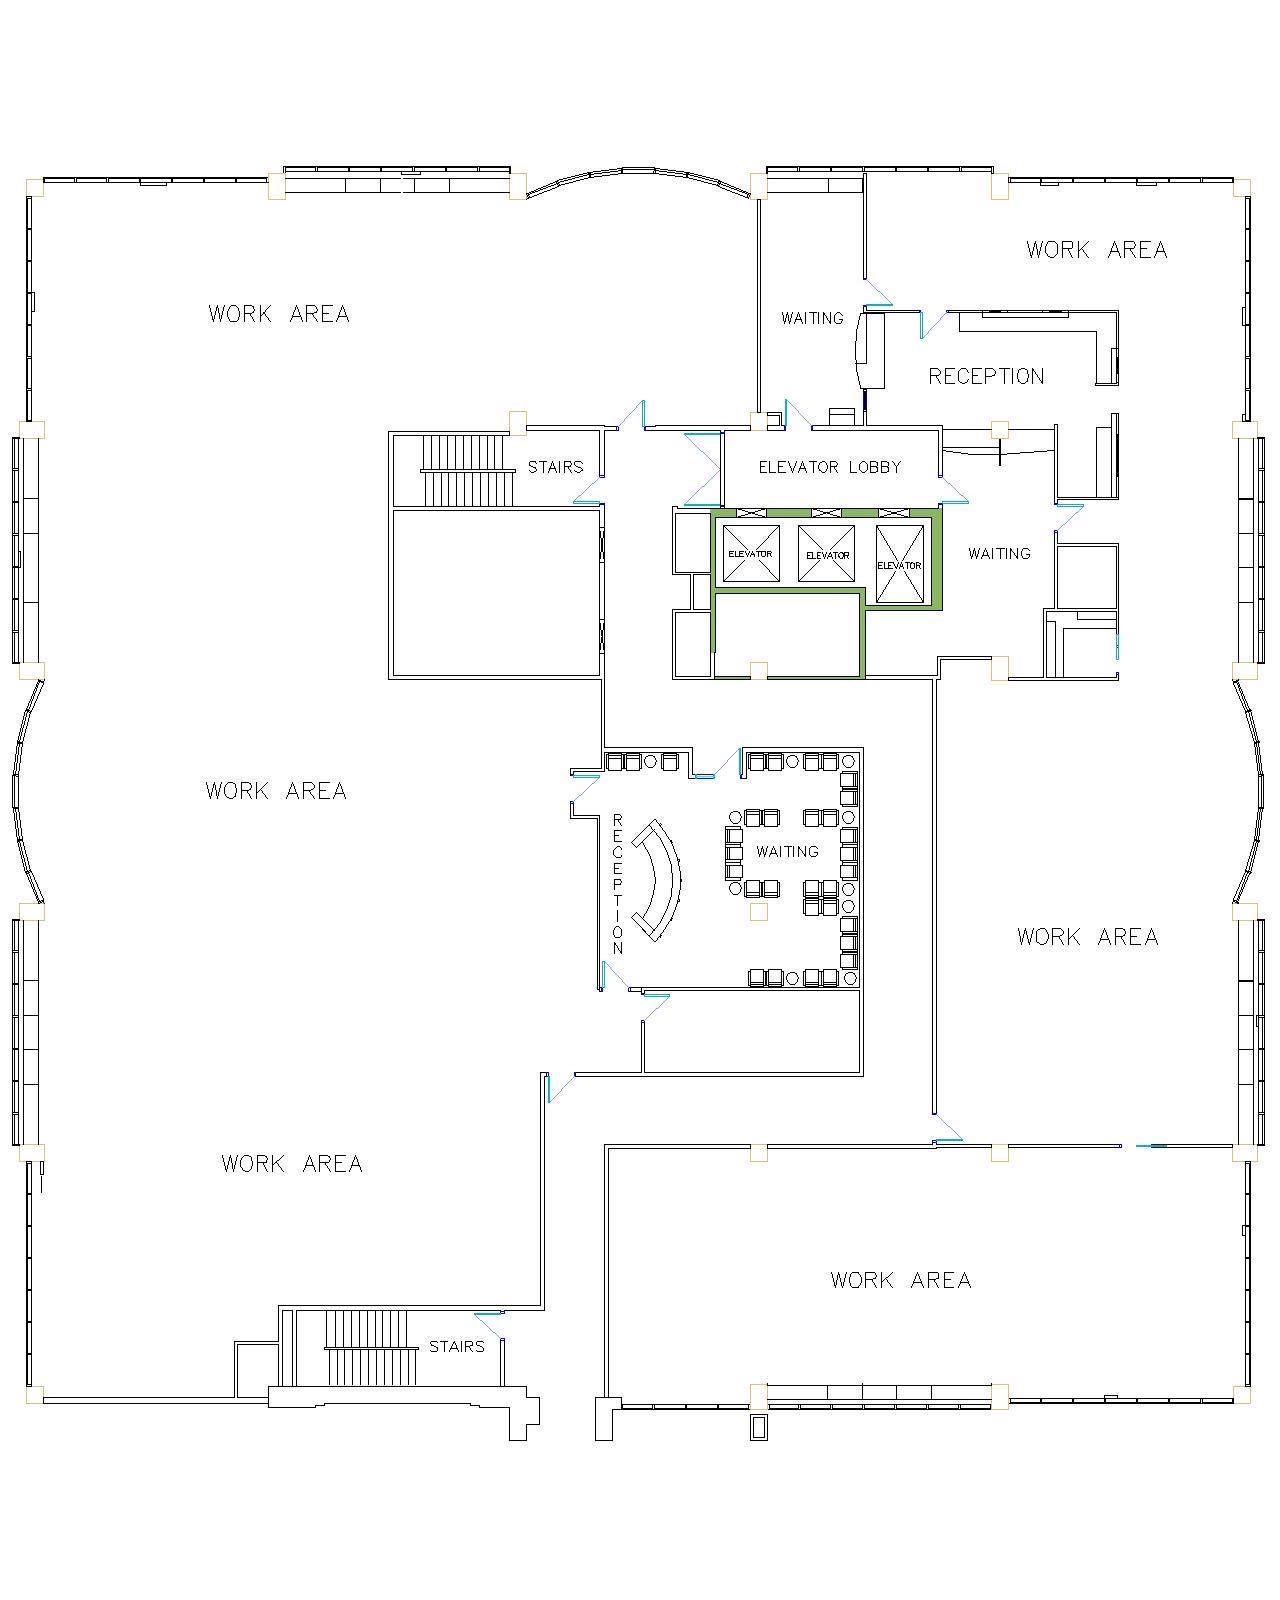 WORK AREA
WORK AREA
WAITING
RECEPTION
STAIRS
ELEVATOR LOBBY
ELEVATOR
ELEVATOR
ELEVATOR
WAITING
WORK AREA
RECEPTION
WAITING
WORK AREA
WORK AREA
WORK AREA
STAIRS